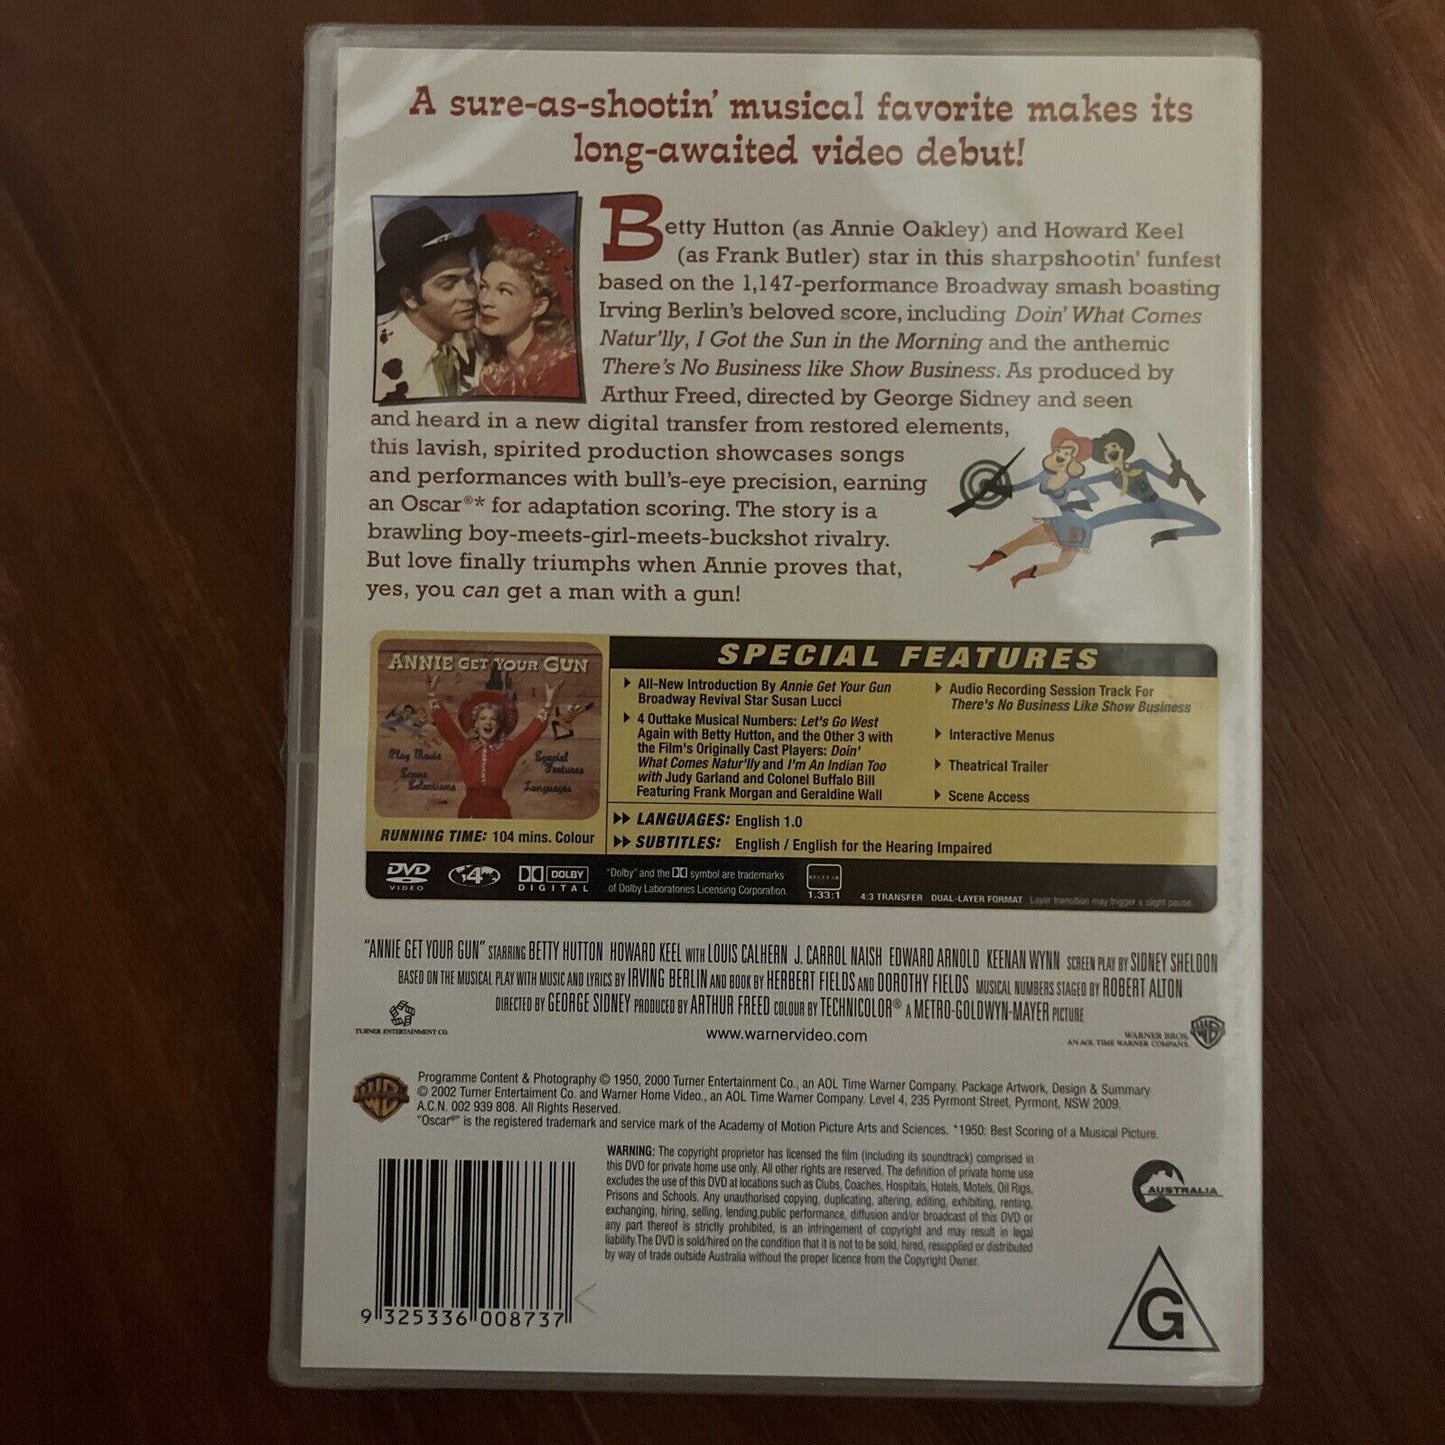 A sure-as-shootin' musical favorite makes its
long-awaited video debut!
Betty Hutton (as Annie Oakley) and Howard Keel
(as Frank Butler) star in this sharpshootin' funfest
based on the 1,147-performance Broadway smash boasting
Irving Berlin's beloved score, including Doin' What Comes
Natur'lly, I Got the Sun in the Morning and the anthemic
There's No Business like Show Business. As produced by
Arthur Freed, directed by George Sidney and seen
and heard in a new digital transfer from restored elements,
this lavish, spirited production showcases songs
and performances with bull's-eye precision, earning
an Oscar®* for adaptation scoring. The story is a
brawling boy-meets-girl-meets-buckshot rivalry.
But love finally triumphs when Annie proves that,
yes, you can get a man with a gun!
ANNIE GET YOUR GUN
Play Movie
Scene
Selections
Special
Features
Languages
RUNNING TIME: 104 mins. Colour
SPECIAL FEATURES
All-New Introduction By Annie Get Your Gun
Broadway Revival Star Susan Lucci
4 Outtake Musical Numbers: Let's Go West
Again with Betty Hutton, and the Other 3 with
the Film's Originally Cast Players: Doin'
What Comes Natur'lly and I'm An Indian Too
with Judy Garland and Colonel Buffalo Bill
Featuring Frank Morgan and Geraldine Wall
Audio Recording Session Track For
There's No Business Like Show Business
Interactive Menus
Theatrical Trailer
Scene Access
LANGUAGES: English 1.0
SUBTITLES: English / English for the Hearing Impaired
DVD
VIDEO
4
DOLBY
DIGITAL
"Dolby" and the DD symbol are trademarks
of Dolby Laboratories Licensing Corporation.
REGULAR
1.33:1
4:3 TRANSFER DUAL-LAYER FORMAT Layer transition may trigger a slight pause
"ANNIE GET YOUR GUN" STARRING BETTY HUTTON HOWARD KEEL WITH LOUIS CALHERN J. CARROL NAISH EDWARD ARNOLD KEENAN WYNN SCREEN PLAY BY SIDNEY SHELDON
BASED ON THE MUSICAL PLAY WITH MUSIC AND LYRICS BY IRVING BERLIN AND BOOK BY HERBERT FIELDS AND DOROTHY FIELDS MUSICAL NUMBERS STAGED BY ROBERT ALTON
DIRECTED BY GEORGE SIDNEY PRODUCED BY ARTHUR FREED COLOUR BY TECHNICOLOR® A METRO-GOLDWYN-MAYER PICTURE
TURNER ENTERTAINMENT CO.
www.warnervideo.com
WARNER BROS.
AN AOL TIME WARNER COMPANY.
Programme Content & Photography © 1950, 2000 Turner Entertainment Co., an AOL Time Warner Company. Package Artwork, Design & Summary
© 2002 Turner Entertaiment Co. and Warner Home Video., an AOL Time Warner Company. Level 4, 235 Pyrmont Street, Pyrmont, NSW 2009.
A.C.N. 002 939 808. All Rights Reserved.
"Oscar®" is the registered trademark and service mark of the Academy of Motion Picture Arts and Sciences. *1950: Best Scoring of a Musical Picture.
WARNING: The copyright proprietor has licensed the film (including its soundtrack) comprised in
this DVD for private home use only. All other rights are reserved. The definition of private home use
excludes the use of this DVD at locations such as Clubs, Coaches, Hospitals, Hotels, Motels, Oil Rigs,
Prisons and Schools. Any unauthorised copying, duplicating, altering, editing, exhibiting, renting,
exchanging, hiring, selling, lending,public performance, diffusion and/or broadcast of this DVD or
any part thereof is strictly prohibited, is an infringement of copyright and may result in legal
liability.The DVD is sold/hired on the condition that it is not to be sold, hired, resupplied or distributed
by way of trade outside Australia without the proper licence from the Copyright Owner.
AUSTRALIA
9 325336 008737
G